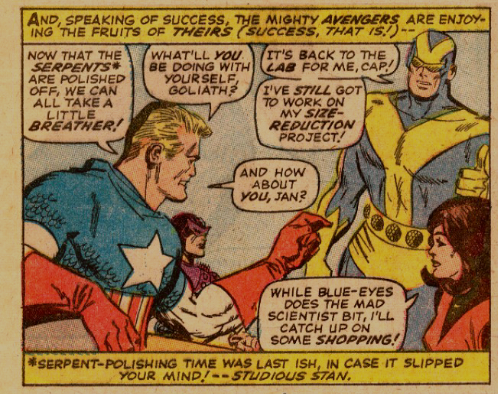 AND, SPEAKING OF SUCCESS, THE MIGHTY AVENGERS ARE ENJOY-
ING THE FRUITS OF THEIRS (SUCCESS, THAT IS!)--
NOW THAT THE
SERPENTS*
ARE POLISHED
OFF, WE CAN
ALL TAKE A
LITTLE
BREATHER!
WHAT'LL YOU
BE DOING WITH
YOURSELF,
GOLIATH?
IT'S BACK TO THE
LAB FOR ME, CAP!
I'VE STILL GOT
TO WORK ON
MY SIZE-
REDUCTION
PROJECT!
AND HOW
ABOUT
YOU, JAN?
WHILE BLUE-EYES
DOES THE MAD
SCIENTIST BIT, I'LL
CATCH UP ON
SOME SHOPPING!
*SERPENT-POLISHING TIME WAS LAST ISH, IN CASE IT SLIPPED
YOUR MIND!--STUDIOUS STAN.